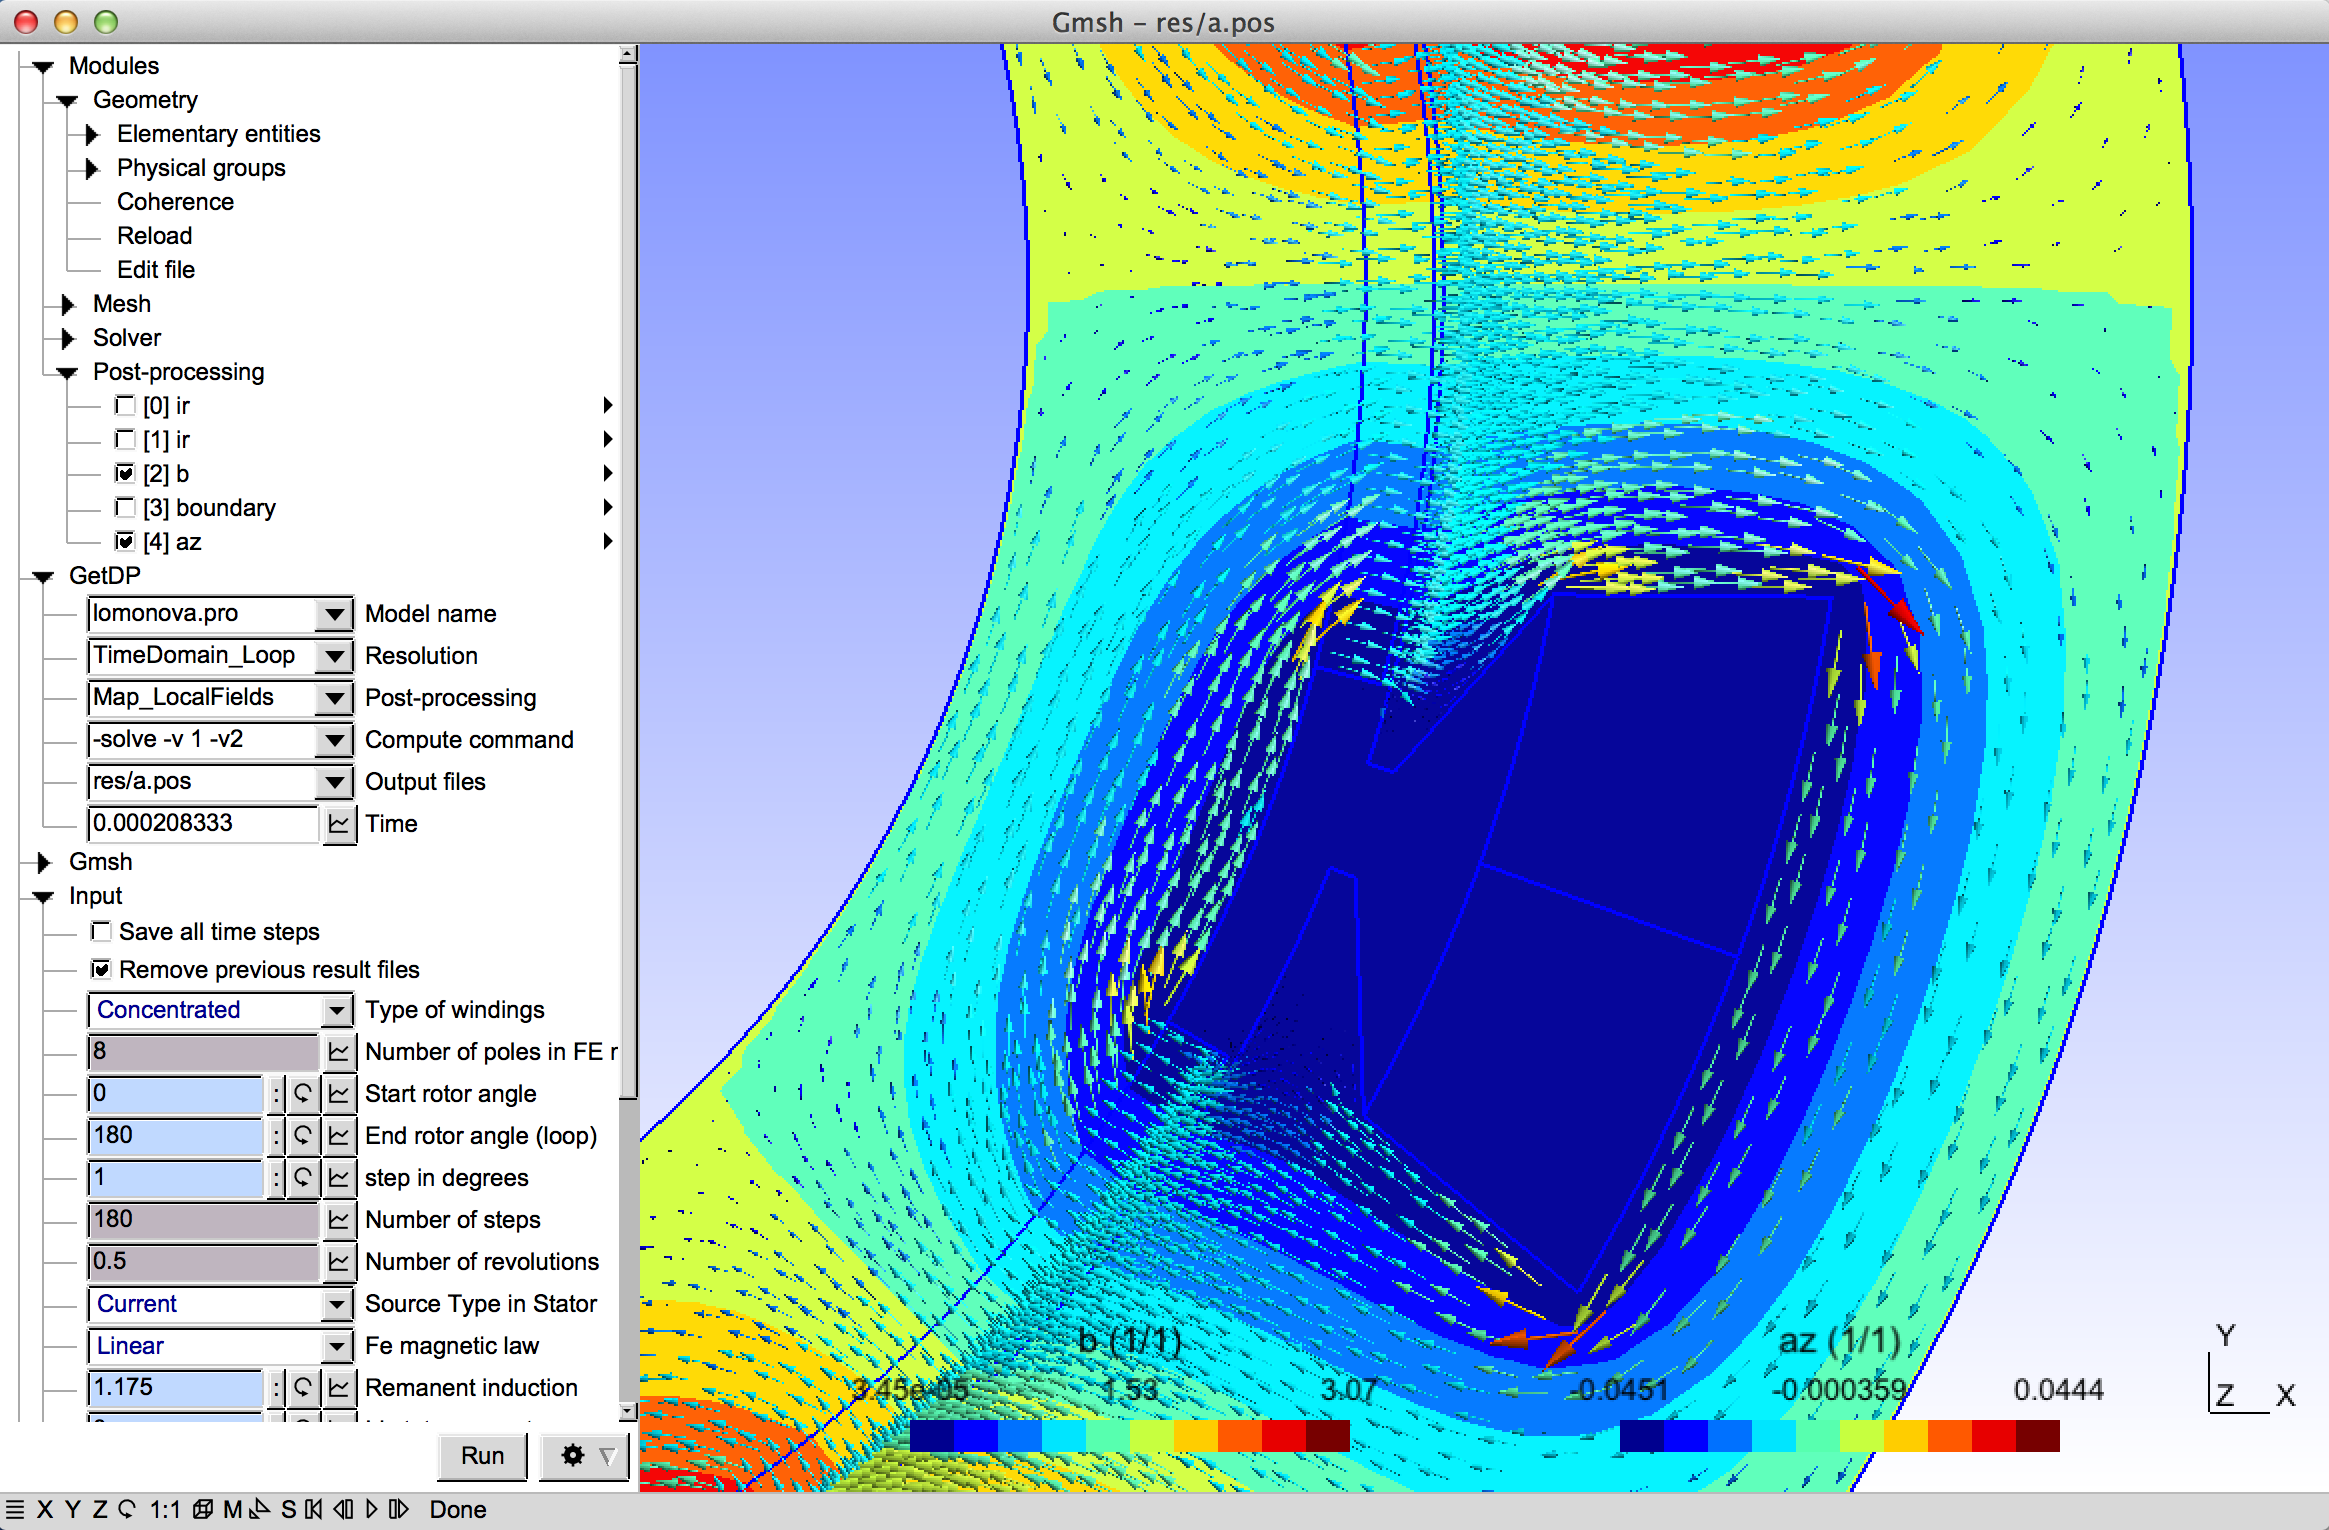 Gmsh – res/a.pos
Modules
Geometry
Elementary entities
Physical groups
Coherence
Reload
Edit file
Mesh
Solver
Post-processing
[0] ir
[1] ir
[2] b
[3] boundary
[4] az
GetDP
lomonova.pro Model name
TimeDomain_Loop Resolution
Map_LocalFields Post-processing
-solve -v 1 -v2 Compute command
res/a.pos Output files
0.000208333 Time
Gmsh
Input
Save all time steps
Remove previous result files
Concentrated Type of windings
8 Number of poles in FE
0 : Start rotor angle
180 : End rotor angle (loop)
1 : step in degrees
180 Number of steps
0.5 Number of revolutions
Current Source Type in Stator
Linear Fe magnetic law
1.175 : Remanent induction
Run
X Y Z 1:1 M S Done
b (1/1)
3.45e-05 1.53 3.07
az (1/1)
-0.0451 -0.000359 0.0444
Y
Z X